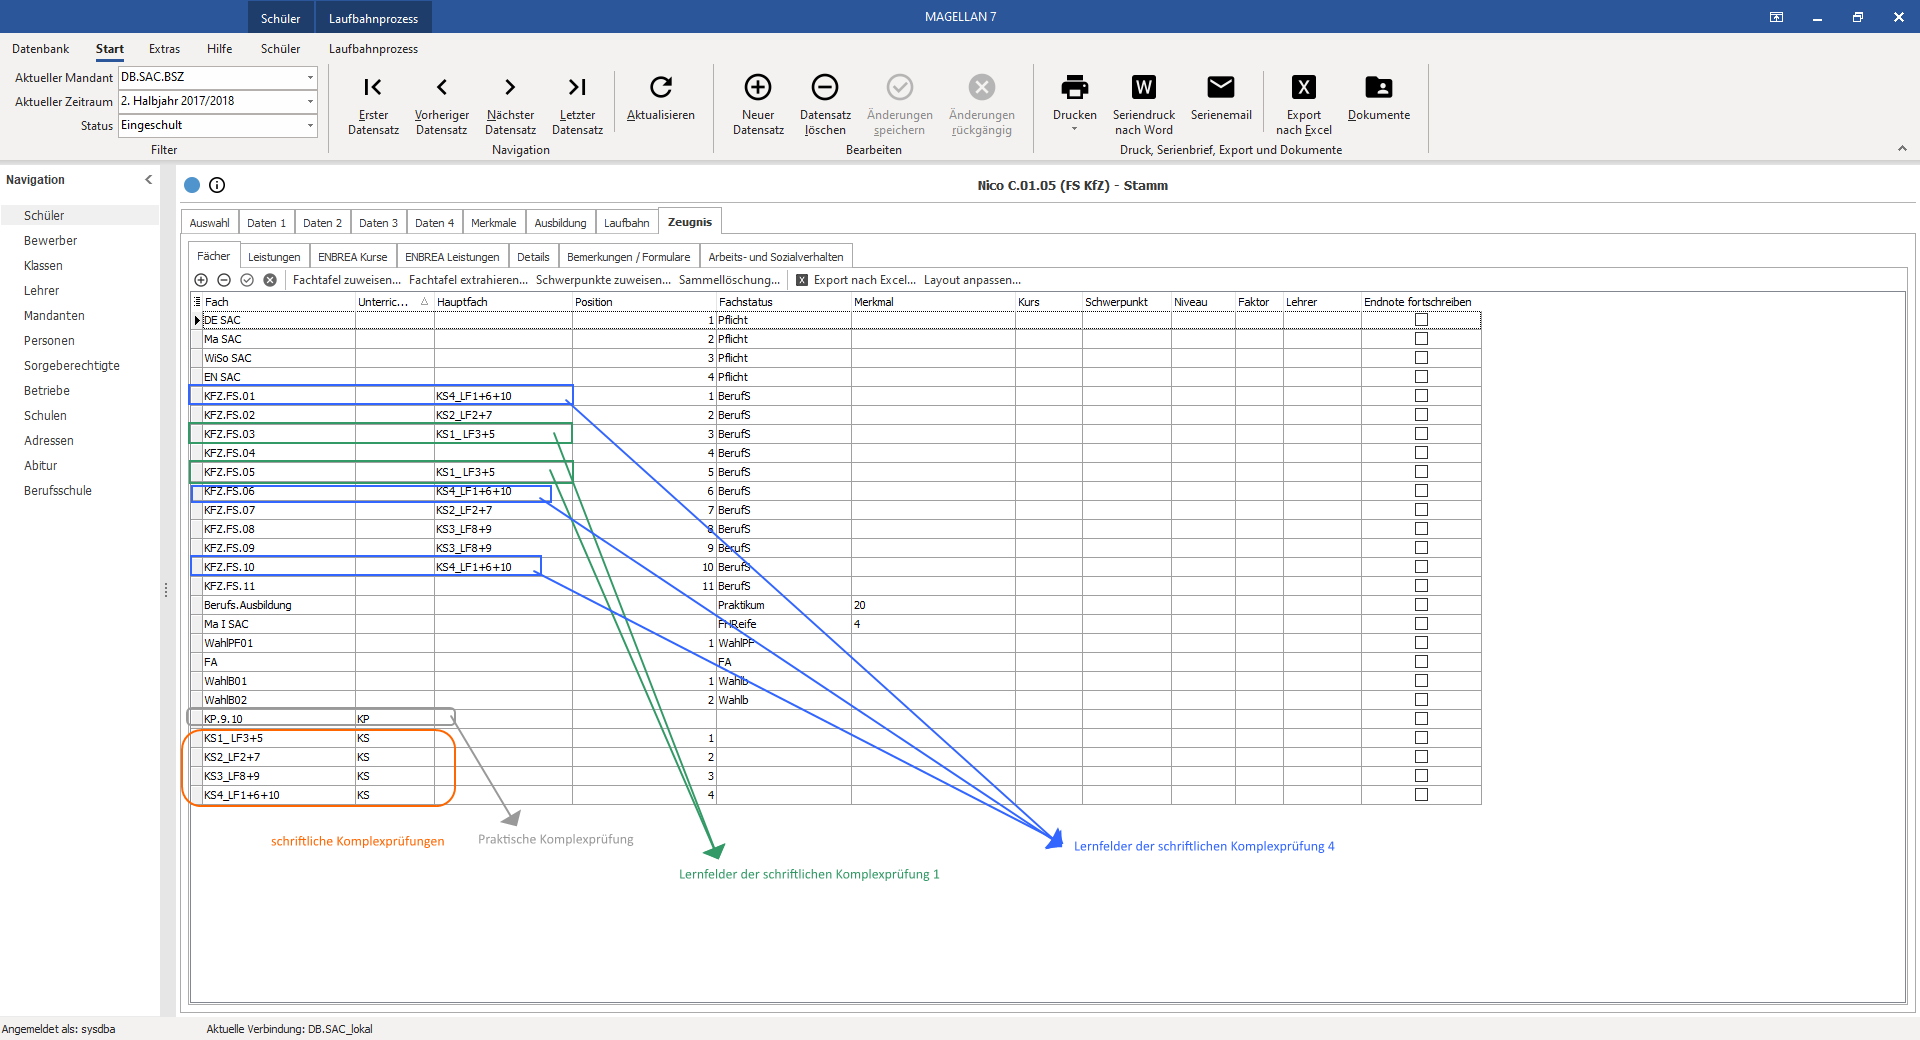 Schüler Laufbahnprozess MAGELLAN 7
Datenbank Start Extras Hilfe Schüler Laufbahnprozess
Aktueller Mandant DB.SAC.BSZ
Aktueller Zeitraum 2. Halbjahr 2017/2018
Status Eingeschult
Filter
Erster Datensatz
Vorheriger Datensatz
Nächster Datensatz
Letzter Datensatz
Aktualisieren
Navigation
Neuer Datensatz
Datensatz löschen
Änderungen speichern
Änderungen rückgängig
Bearbeiten
Drucken
Seriendruck nach Word
Serienemail
Export nach Excel
Dokumente
Druck, Serienbrief, Export und Dokumente
Navigation
Schüler
Bewerber
Klassen
Lehrer
Mandanten
Personen
Sorgeberechtigte
Betriebe
Schulen
Adressen
Abitur
Berufsschule
Nico C.01.05 (FS KfZ) - Stamm
Auswahl Daten 1 Daten 2 Daten 3 Daten 4 Merkmale Ausbildung Laufbahn Zeugnis
Fächer Leistungen ENBREA Kurse ENBREA Leistungen Details Bemerkungen / Formulare Arbeits- und Sozialverhalten
Fachtafel zuweisen... Fachtafel extrahieren... Schwerpunkte zuweisen... Sammellöschung... Export nach Excel... Layout anpassen...
Fach Unterric... Hauptfach Position Fachstatus Merkmal Kurs Schwerpunkt Niveau Faktor Lehrer Endnote fortschreiben
DE SAC 1 Pflicht
Ma SAC 2 Pflicht
WiSo SAC 3 Pflicht
EN SAC 4 Pflicht
KFZ.FS.01 KS4_LF1+6+10 1 BerufS
KFZ.FS.02 KS2_LF2+7 2 BerufS
KFZ.FS.03 KS1_ LF3+5 3 BerufS
KFZ.FS.04 4 BerufS
KFZ.FS.05 KS1_ LF3+5 5 BerufS
KFZ.FS.06 KS4_LF1+6+10 6 BerufS
KFZ.FS.07 KS2_LF2+7 7 BerufS
KFZ.FS.08 KS3_LF8+9 8 BerufS
KFZ.FS.09 KS3_LF8+9 9 BerufS
KFZ.FS.10 KS4_LF1+6+10 10 BerufS
KFZ.FS.11 11 BerufS
Berufs.Ausbildung Praktikum 20
Ma I SAC FHReife 4
WahlPF01 1 WahlPF
FA FA
WahlB01 1 Wahlb
WahlB02 2 Wahlb
KP.9.10 KP
KS1_ LF3+5 KS 1
KS2_LF2+7 KS 2
KS3_LF8+9 KS 3
KS4_LF1+6+10 KS 4
schriftliche Komplexprüfungen
Praktische Komplexprüfung
Lernfelder der schriftlichen Komplexprüfung 4
Lernfelder der schriftlichen Komplexprüfung 1
Angemeldet als: sysdba Aktuelle Verbindung: DB.SAC_lokal